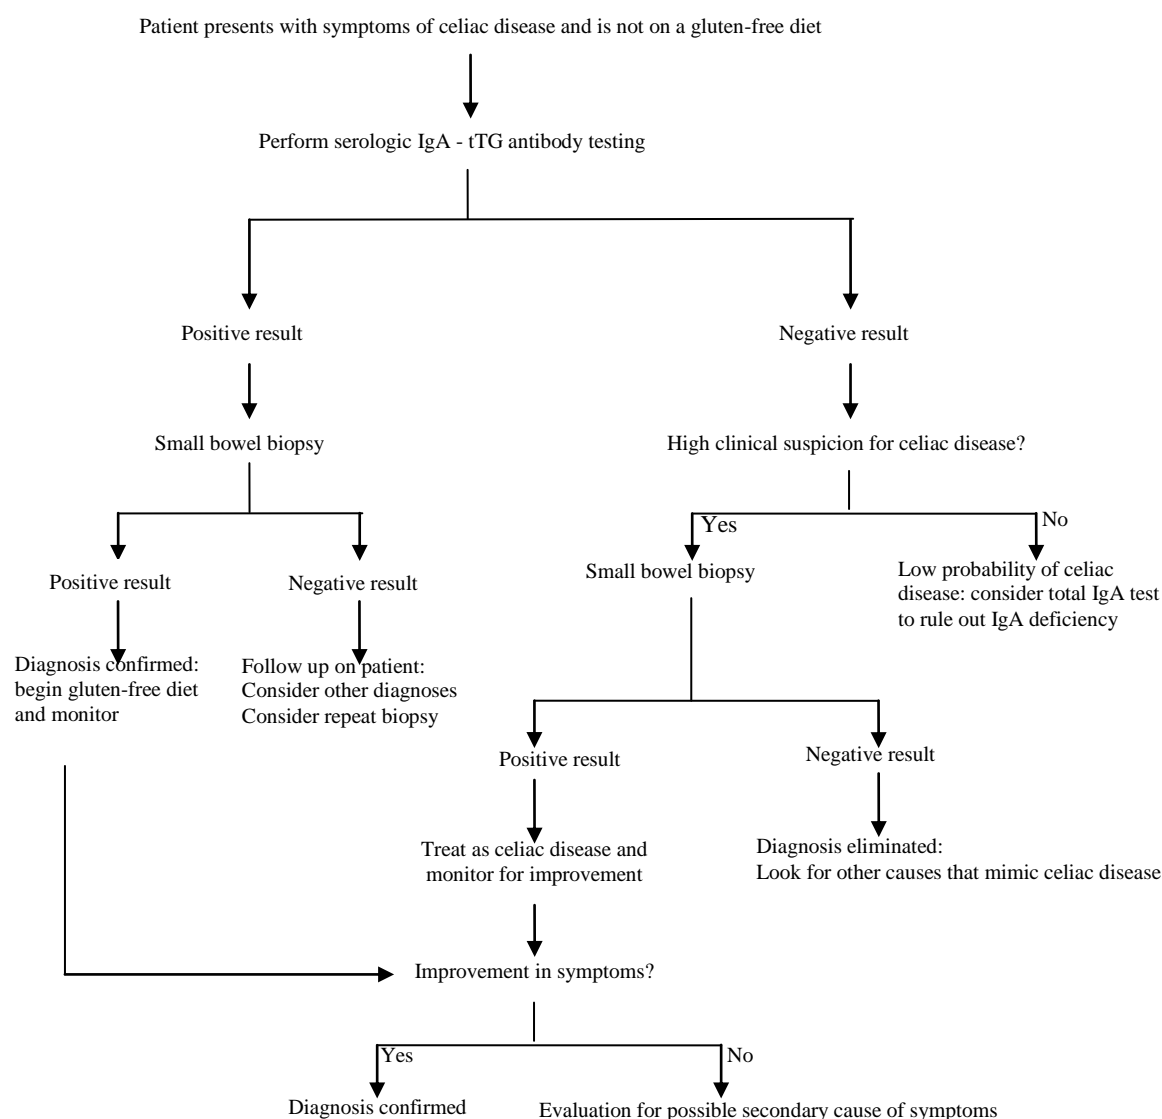 Patient presents with symptoms of celiac disease and is not on a gluten-free diet
Perform serologic IgA - tTG antibody testing
Positive result
Negative result
Small bowel biopsy
High clinical suspicion for celiac disease?
Yes
No
Positive result
Negative result
Small bowel biopsy
Low probability of celiac
disease: consider total IgA test
to rule out IgA deficiency
Diagnosis confirmed:
begin gluten-free diet
and monitor
Follow up on patient:
Consider other diagnoses
Consider repeat biopsy
Positive result
Negative result
Treat as celiac disease and
monitor for improvement
Diagnosis eliminated:
Look for other causes that mimic celiac disease
Improvement in symptoms?
Yes
No
Diagnosis confirmed
Evaluation for possible secondary cause of symptoms